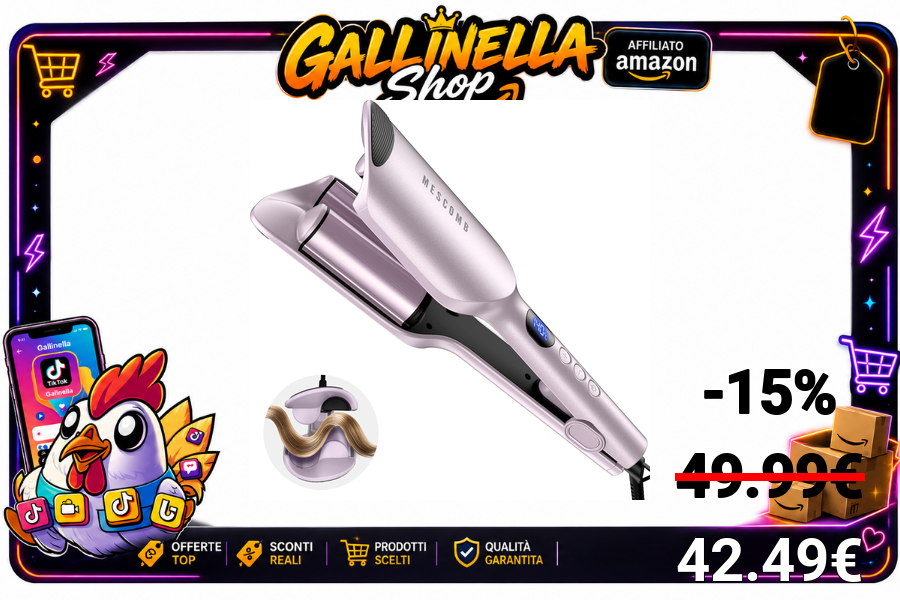 GALLINELLA
Shop
AFFILIATO
amazon
MESCOMB
Gallinella
TikTok
Gallinella
-15%
49.99€
42.49€
OFFERTE
TOP
SCONTI
REALI
PRODOTTI
SCELTI
QUALITÀ
GARANTITA